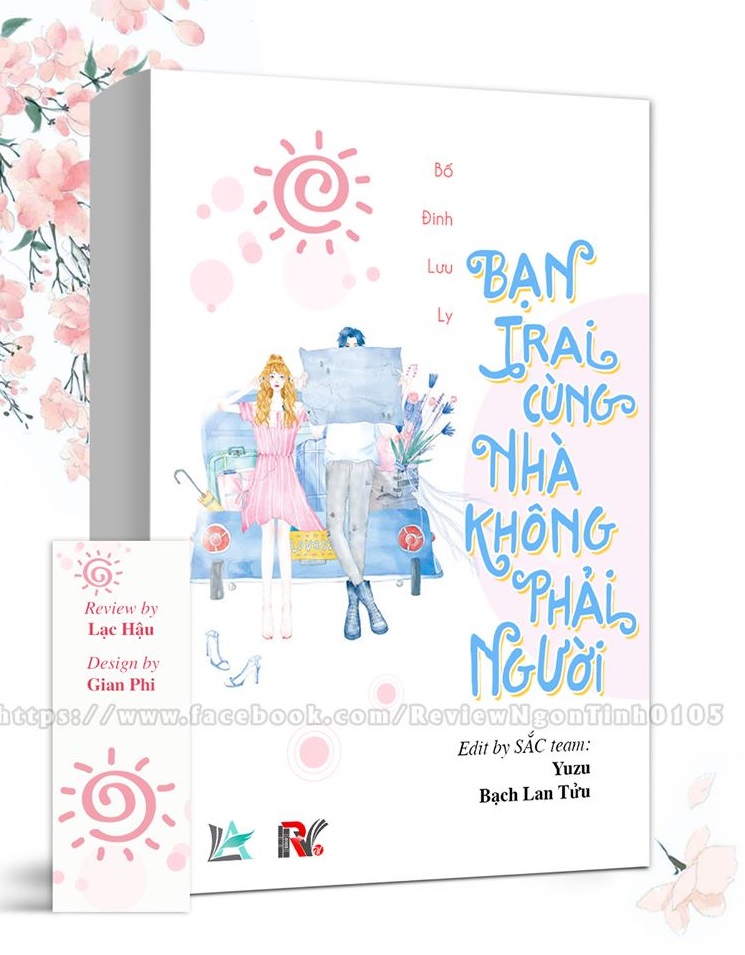 Bố
Đinh
Lưu
Ly
BẠN
TRAI
CÙNG
NHÀ
KHÔNG
PHẢI
NGƯỜI
Review by
Lạc Hậu
Design by
Gian Phi
https://www.facebook.com/ReviewNgonTinh0105
Edit by SẮC team:
Yuzu
Bạch Lan Tửu